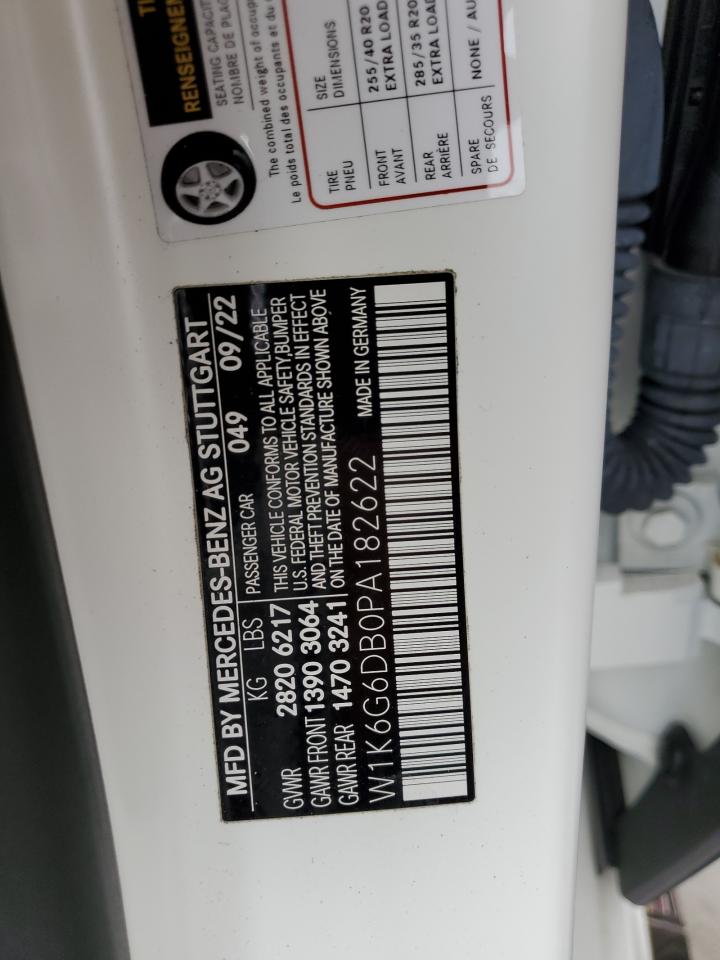 RENSEIGNEM
SEATING CAPACITY
NOMBRE DE PLAC
The combined weight of occup
Le poids total des occupants et du
TIRE SIZE
PNEU DIMENSIONS
FRONT 255/40 R20
AVANT EXTRA LOAD
REAR 285/35 R20
ARRIÈRE EXTRA LOAD
SPARE NONE / AU
DE SECOURS
MFD BY MERCEDES-BENZ AG STUTTGART
KG LBS PASSENGER CAR 049 09/22
GVWR 2820 6217 THIS VEHICLE CONFORMS TO ALL APPLICABLE
GAWR FRONT 1390 3064 U.S. FEDERAL MOTOR VEHICLE SAFETY,BUMPER
GAWR REAR 1470 3241 AND THEFT PREVENTION STANDARDS IN EFFECT
ON THE DATE OF MANUFACTURE SHOWN ABOVE
W1K6G6DB0PA182622 MADE IN GERMANY